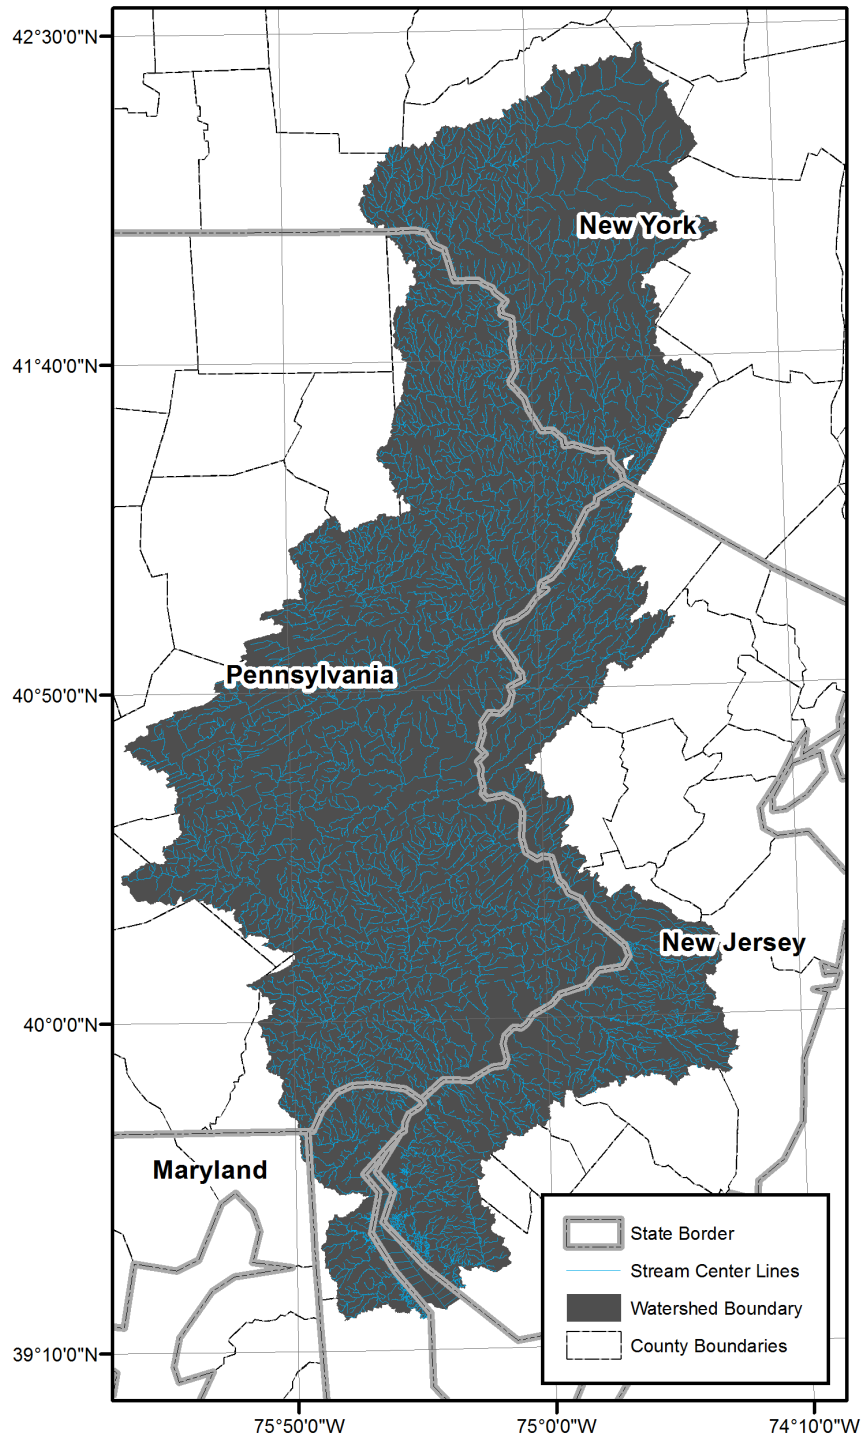 42°30'0"N
New York
41°40'0"N
Pennsylvania
40°50'0"N
New Jersey
40°0'0"N
Maryland
State Border
Stream Center Lines
Watershed Boundary
County Boundaries
39°10'0"N
75°50'0"W
75°0'0"W
74°10'0"W